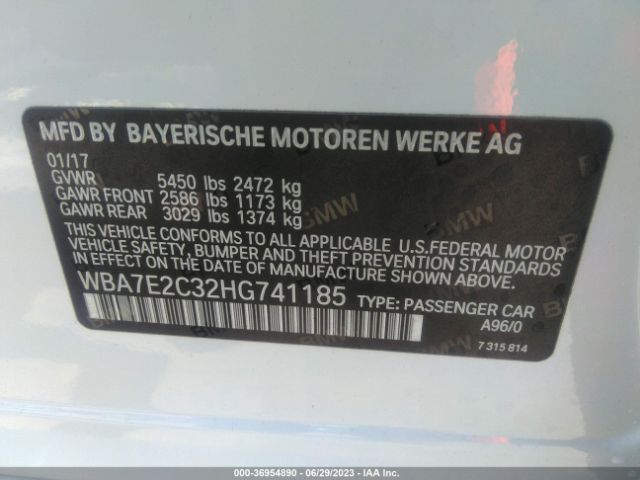 MFD BY BAYERISCHE MOTOREN WERKE AG
01/17
GVWR 5450 lbs 2472 kg
GAWR FRONT 2586 lbs 1173 kg
GAWR REAR 3029 lbs 1374 kg
THIS VEHICLE CONFORMS TO ALL APPLICABLE U.S.FEDERAL MOTOR
VEHICLE SAFETY, BUMPER AND THEFT PREVENTION STANDARDS
IN EFFECT ON THE DATE OF MANUFACTURE SHOWN ABOVE.
WBA7E2C32HG741185 TYPE: PASSENGER CAR
A96/0
7 315 814
000-36954890 - 06/29/2023 - IAA Inc.